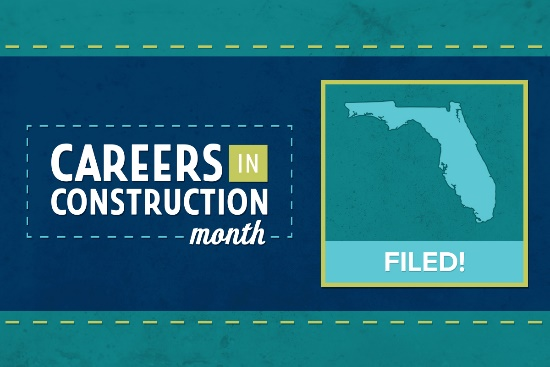 CAREERS IN
CONSTRUCTION
month
FILED!